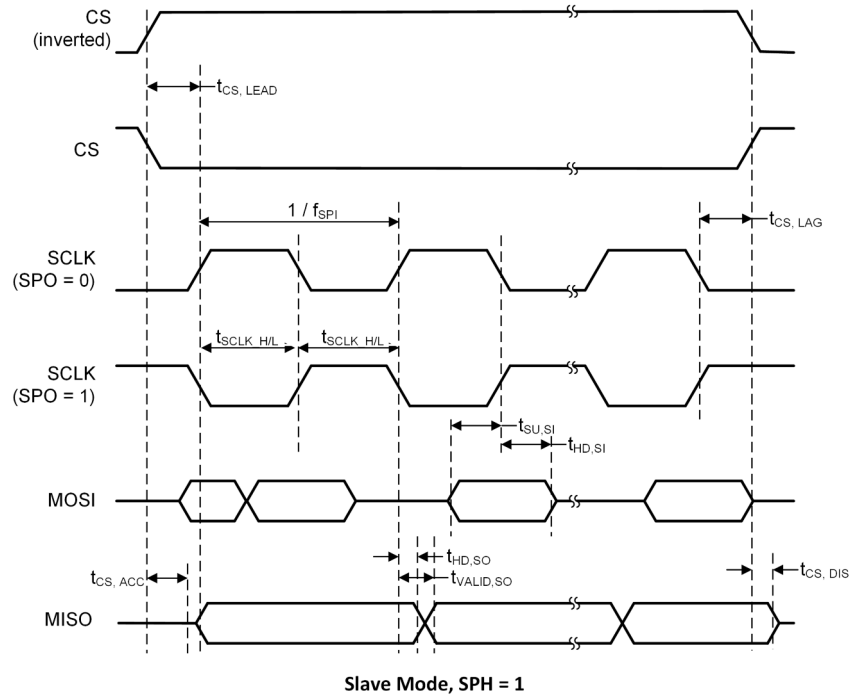 CS
(inverted)
tCS, LEAD
CS
1 / fSPI
tCS, LAG
SCLK
(SPO = 0)
tSCLK_H/L
tSCLK_H/L
SCLK
(SPO = 1)
tSU,SI
tHD,SI
MOSI
tHD,SO
tVALID,SO
tCS, ACC
tCS, DIS
MISO
Slave Mode, SPH = 1